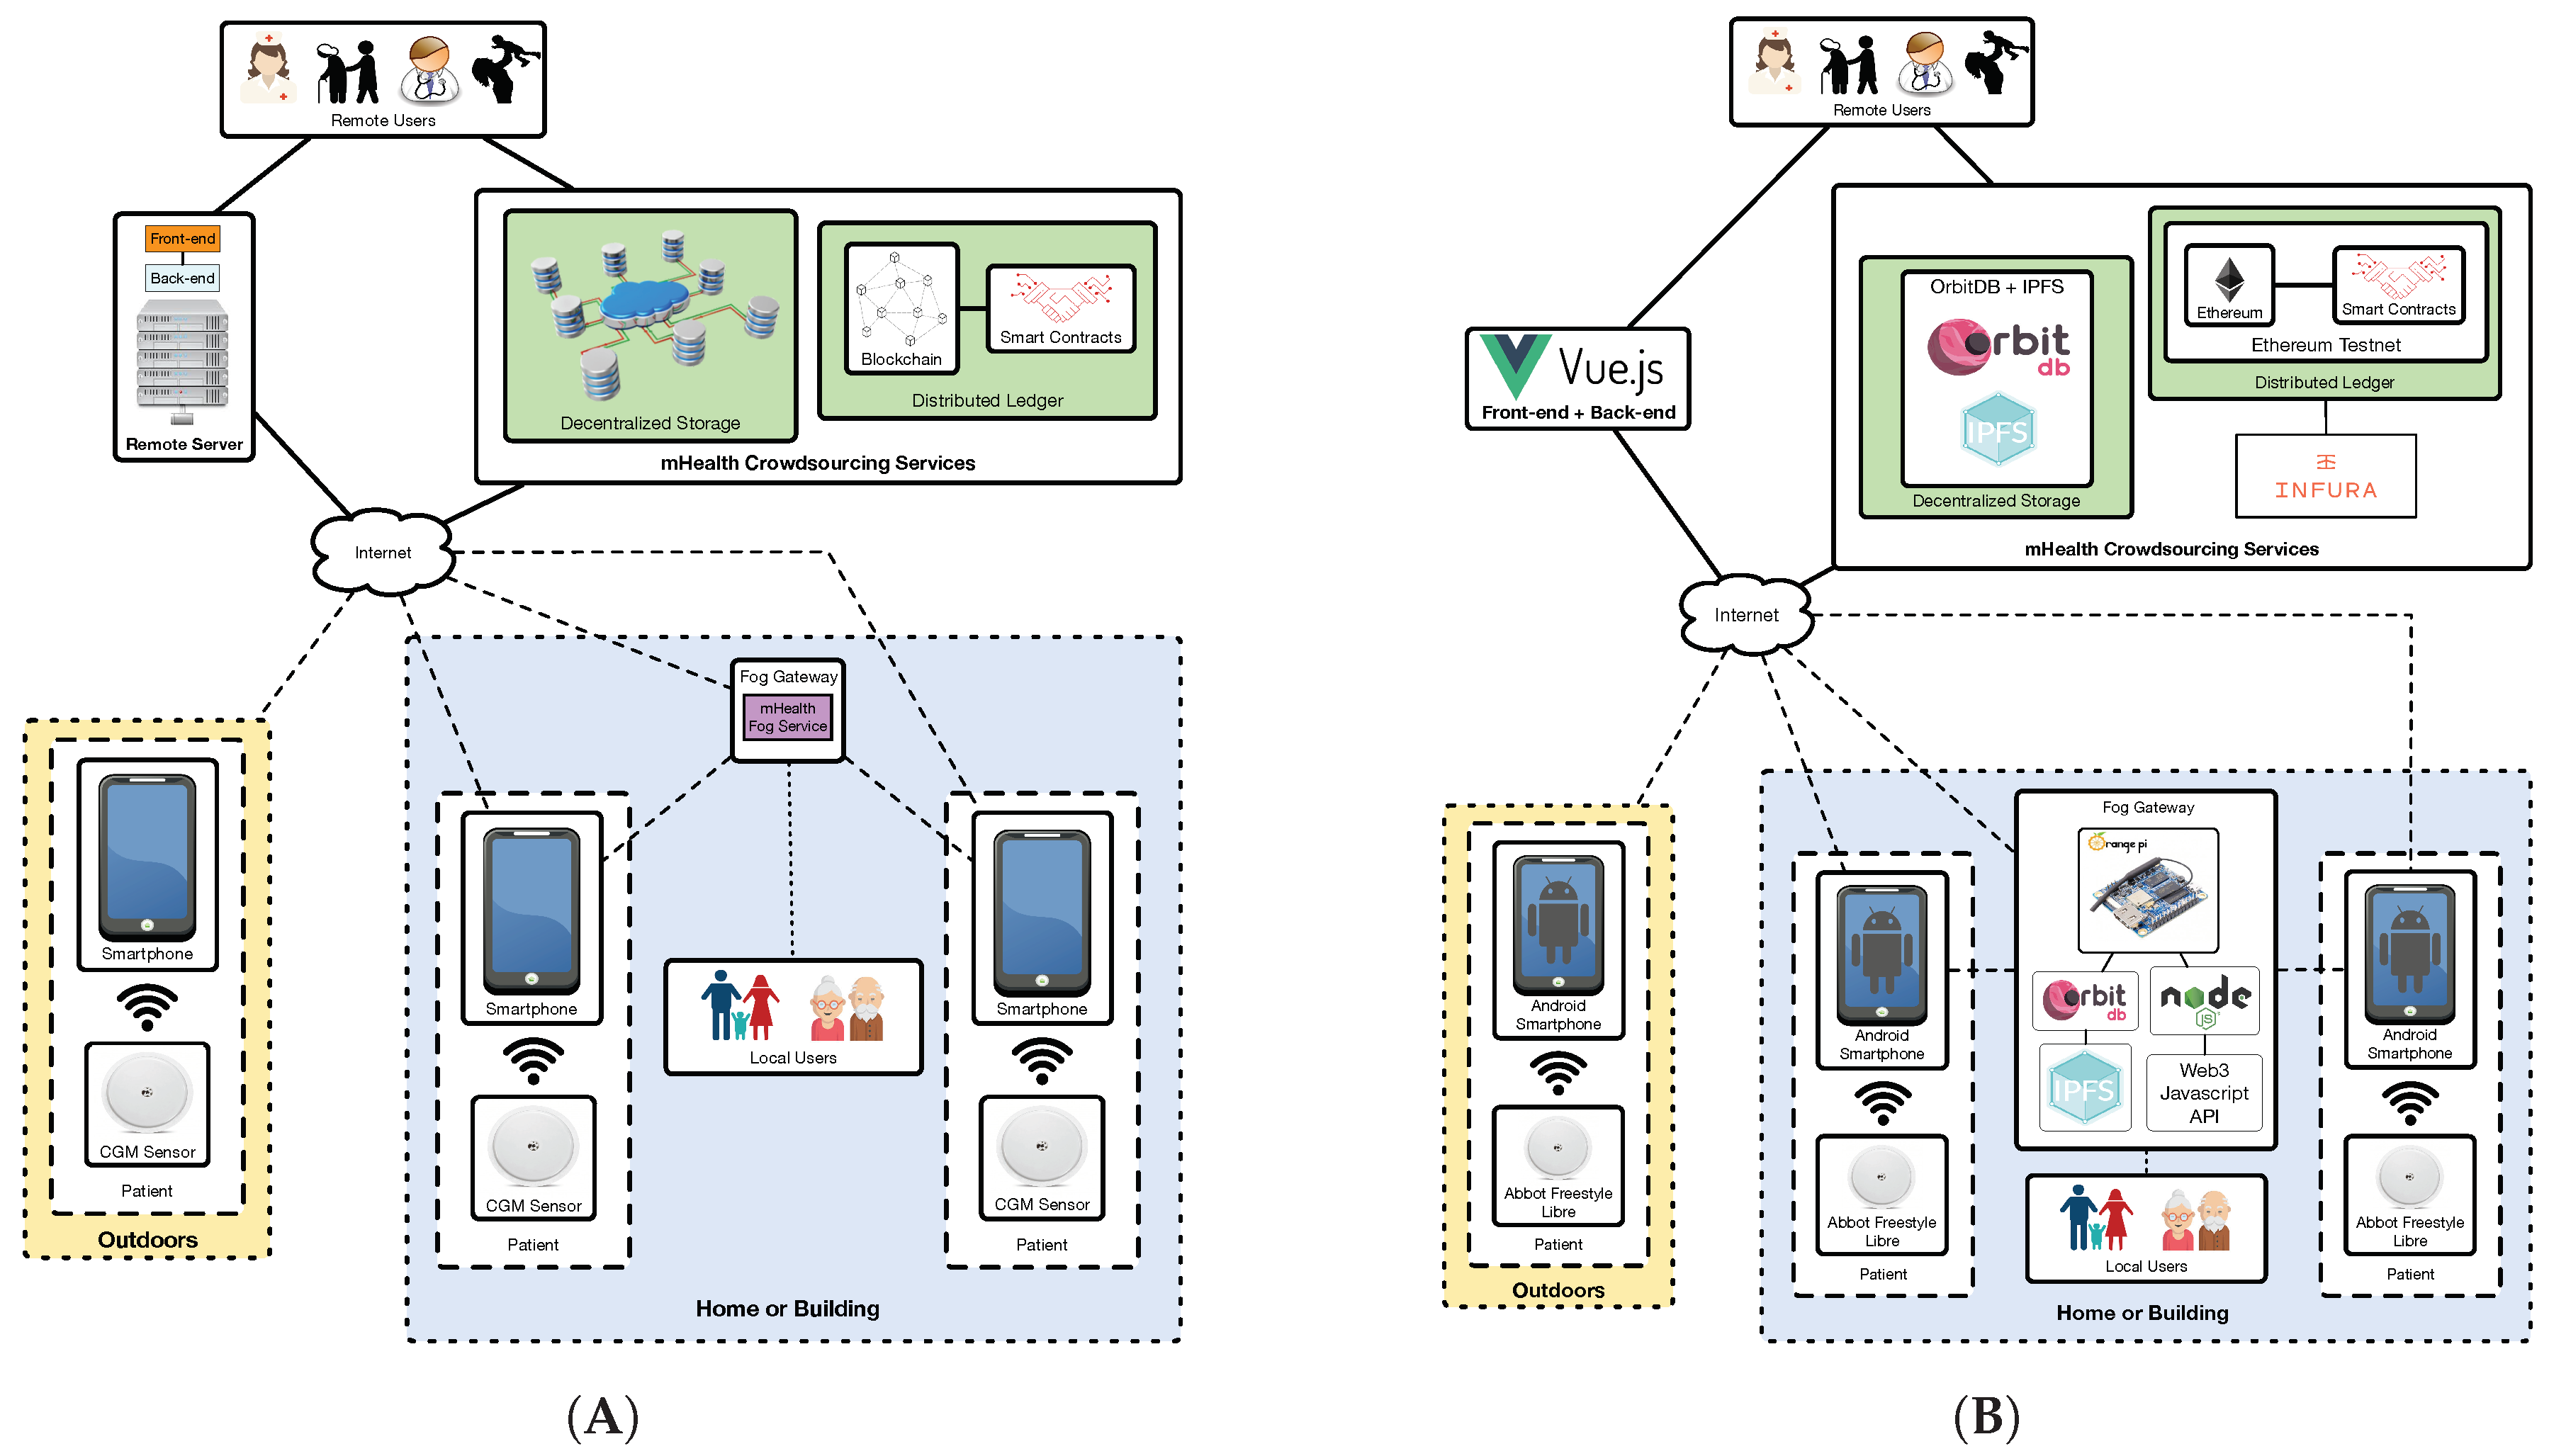 Remote Users
Front-end
Back-end
Remote Server
Blockchain
Smart Contracts
Decentralized Storage
Distributed Ledger
mHealth Crowdsourcing Services
Internet
Fog Gateway
mHealth
Fog Service
Smartphone
CGM Sensor
Patient
Outdoors
Smartphone
CGM Sensor
Patient
Local Users
Smartphone
CGM Sensor
Patient
Home or Building
(A)
Remote Users
Vue.js
Front-end + Back-end
OrbitDB + IPFS
Orbit
db
IPFS
Decentralized Storage
Ethereum
Smart Contracts
Ethereum Testnet
Distributed Ledger
INFURA
mHealth Crowdsourcing Services
Internet
Android
Smartphone
Abbot Freestyle
Libre
Patient
Outdoors
Android
Smartphone
Abbot Freestyle
Libre
Patient
Fog Gateway
Orange pi
Orbit
db
node
JS
IPFS
Web3
Javascript
API
Local Users
Android
Smartphone
Abbot Freestyle
Libre
Patient
Home or Building
(B)